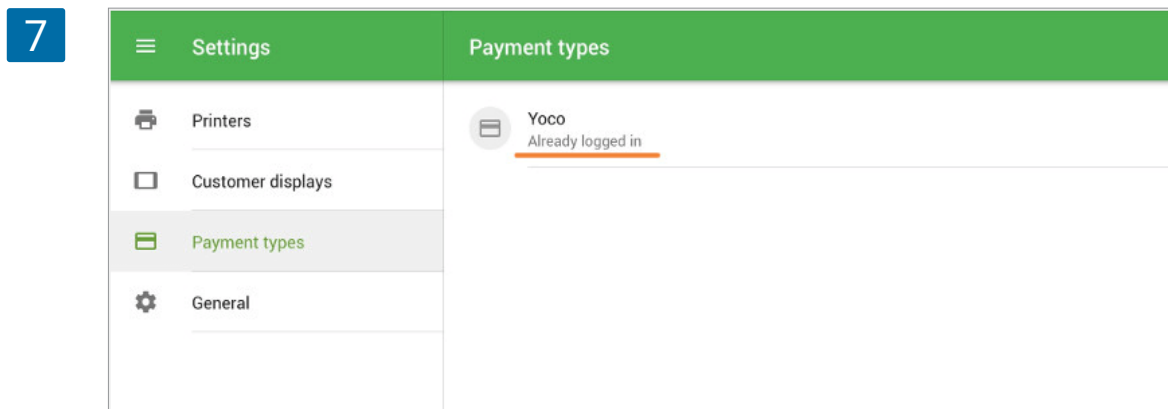 7
Settings
Payment types
Printers
Customer displays
Payment types
General
Yoco
Already logged in